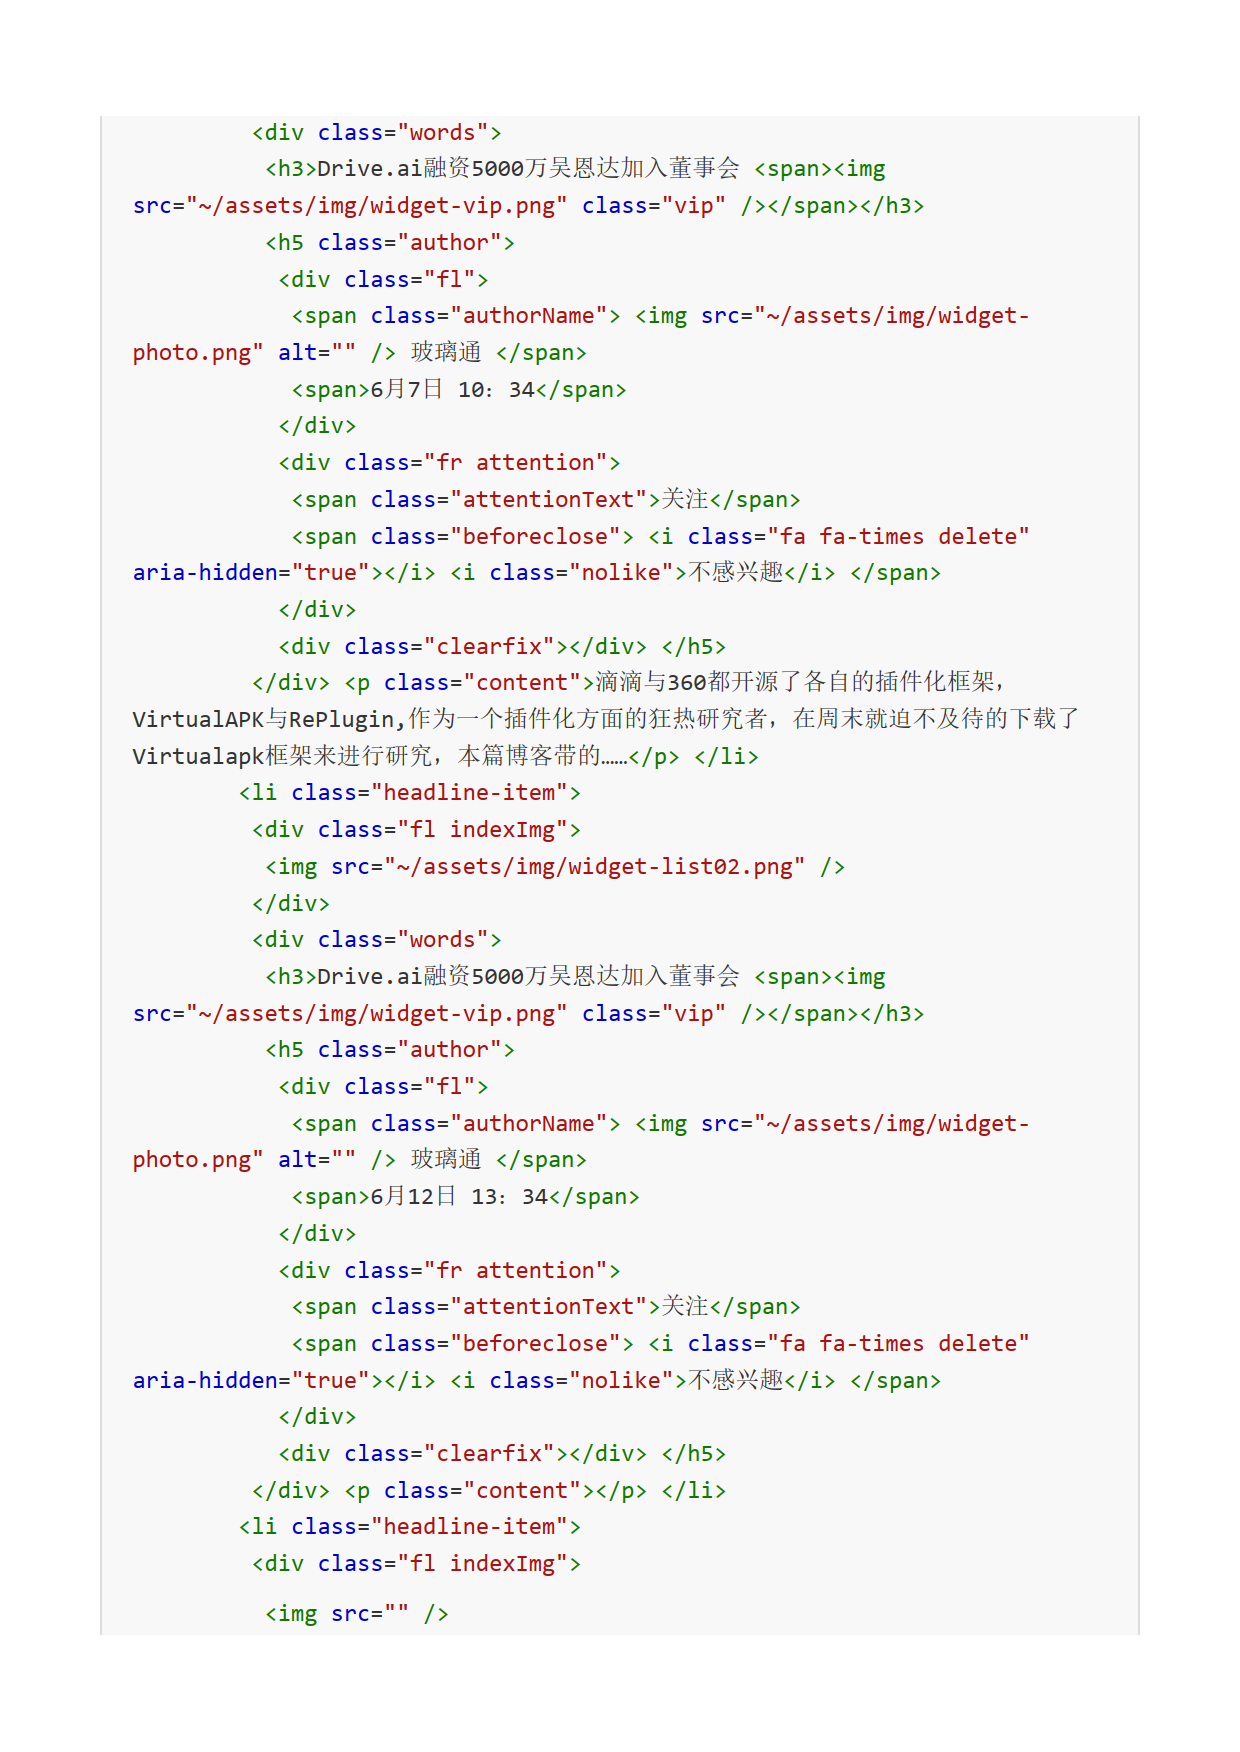 <div class="words">
<h3>Drive.ai融资5000万吴恩达加入董事会 <span><img
src="~/assets/img/widget-vip.png" class="vip" /></span></h3>
<h5 class="author">
<div class="fl">
<span class="authorName"> <img src="~/assets/img/widget-
photo.png" alt="" /> 玻璃通 </span>
<span>6月7日 10：34</span>
</div>
<div class="fr attention">
<span class="attentionText">关注</span>
<span class="beforeclose"> <i class="fa fa-times delete"
aria-hidden="true"></i> <i class="nolike">不感兴趣</i> </span>
</div>
<div class="clearfix"></div> </h5>
</div> <p class="content">滴滴与360都开源了各自的插件化框架，
VirtualAPK与RePlugin,作为一个插件化方面的狂热研究者，在周末就迫不及待的下载了
Virtualapk框架来进行研究，本篇博客带的……</p> </li>
<li class="headline-item">
<div class="fl indexImg">
<img src="~/assets/img/widget-list02.png" />
</div>
<div class="words">
<h3>Drive.ai融资5000万吴恩达加入董事会 <span><img
src="~/assets/img/widget-vip.png" class="vip" /></span></h3>
<h5 class="author">
<div class="fl">
<span class="authorName"> <img src="~/assets/img/widget-
photo.png" alt="" /> 玻璃通 </span>
<span>6月12日 13：34</span>
</div>
<div class="fr attention">
<span class="attentionText">关注</span>
<span class="beforeclose"> <i class="fa fa-times delete"
aria-hidden="true"></i> <i class="nolike">不感兴趣</i> </span>
</div>
<div class="clearfix"></div> </h5>
</div> <p class="content"></p> </li>
<li class="headline-item">
<div class="fl indexImg">
<img src="" />